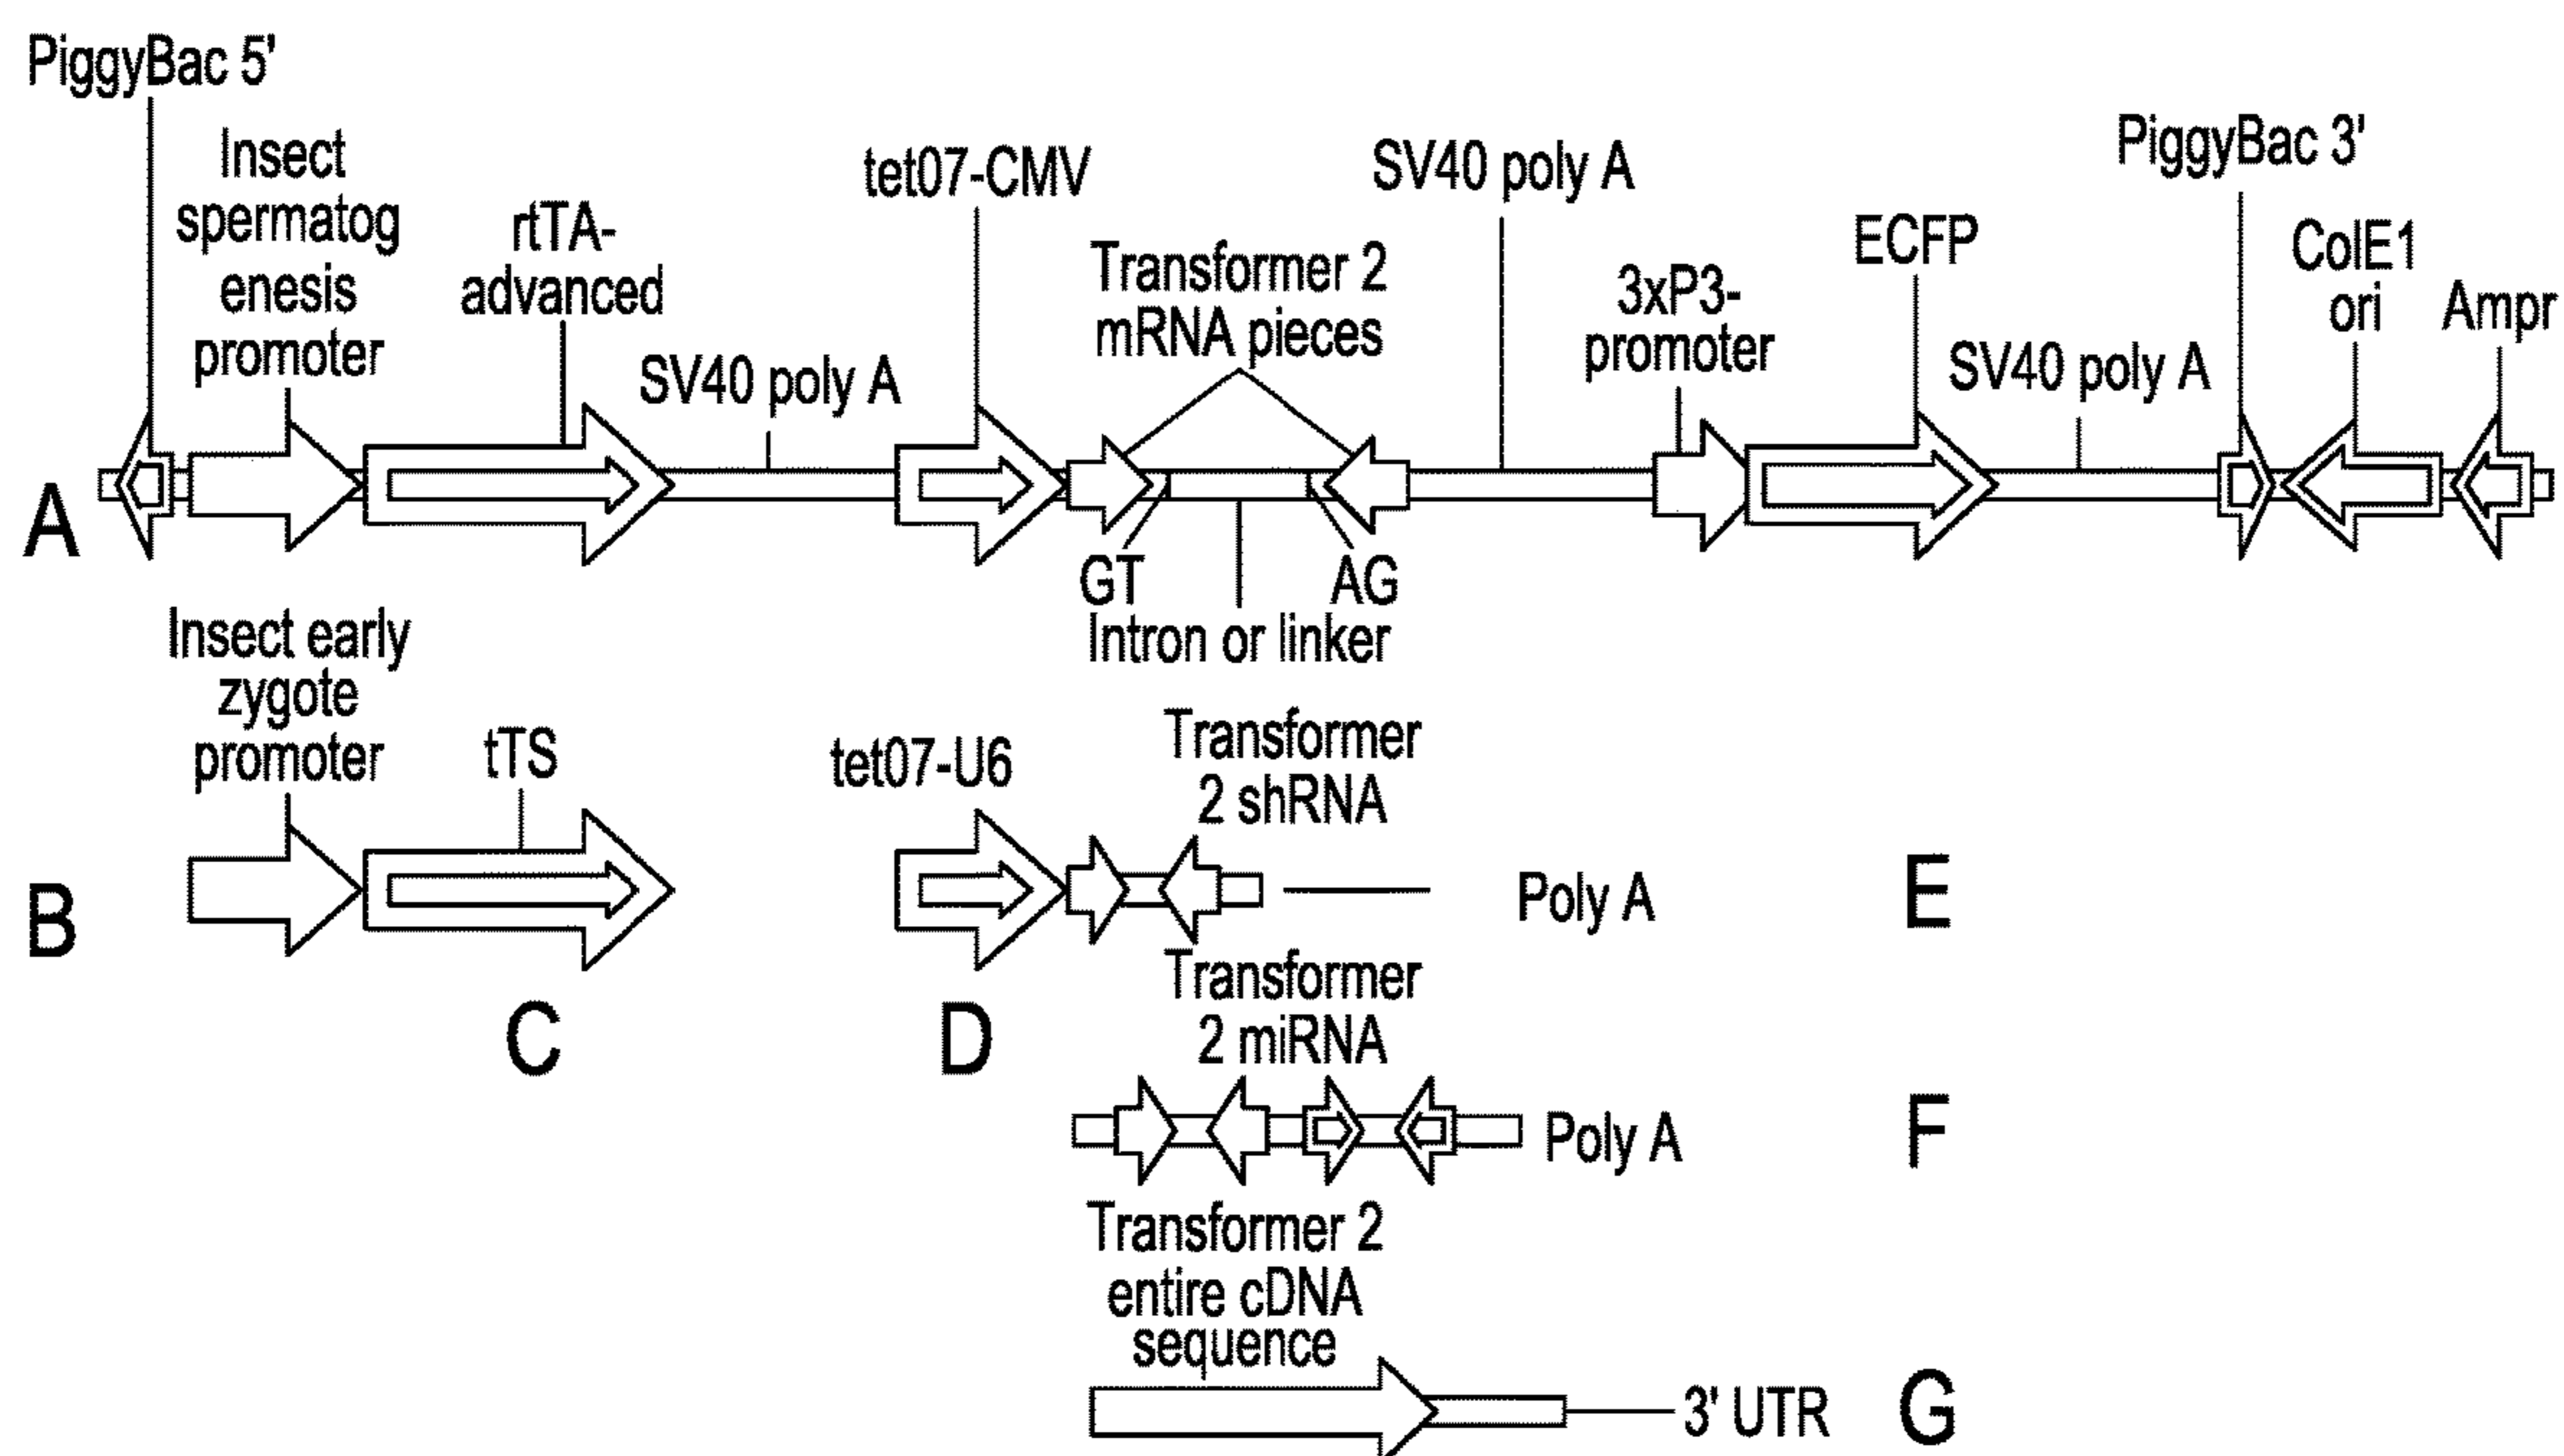 PiggyBac 5'
Insect
spermatog
enesis
promoter
rtTA-
advanced
SV40 poly A
tet07-CMV
Transformer 2
mRNA pieces
SV40 poly A
3xP3-
promoter
ECFP
SV40 poly A
PiggyBac 3'
ColE1
ori
Ampr
A
GT
AG
Intron or linker
Insect early
zygote
promoter
tTS
tet07-U6
Transformer
2 shRNA
B
Poly A
E
C
D
Transformer
2 miRNA
Poly A
F
Transformer 2
entire cDNA
sequence
3' UTR
G